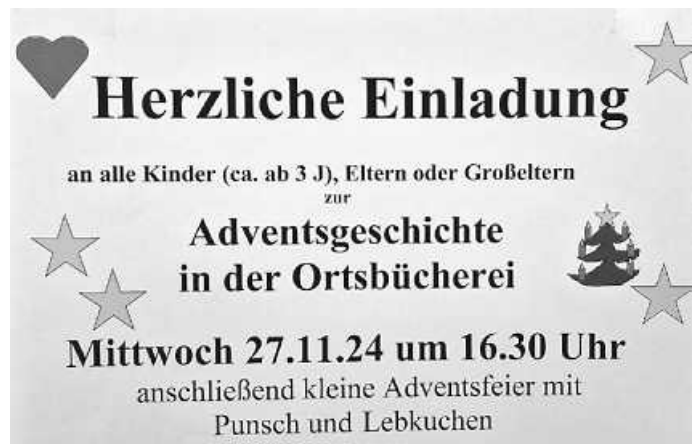 Herzliche Einladung
an alle Kinder (ca. ab 3 J), Eltern oder Großeltern
zur
Adventsgeschichte
in der Ortsbücherei
Mittwoch 27.11.24 um 16.30 Uhr
anschließend kleine Adventsfeier mit
Punsch und Lebkuchen